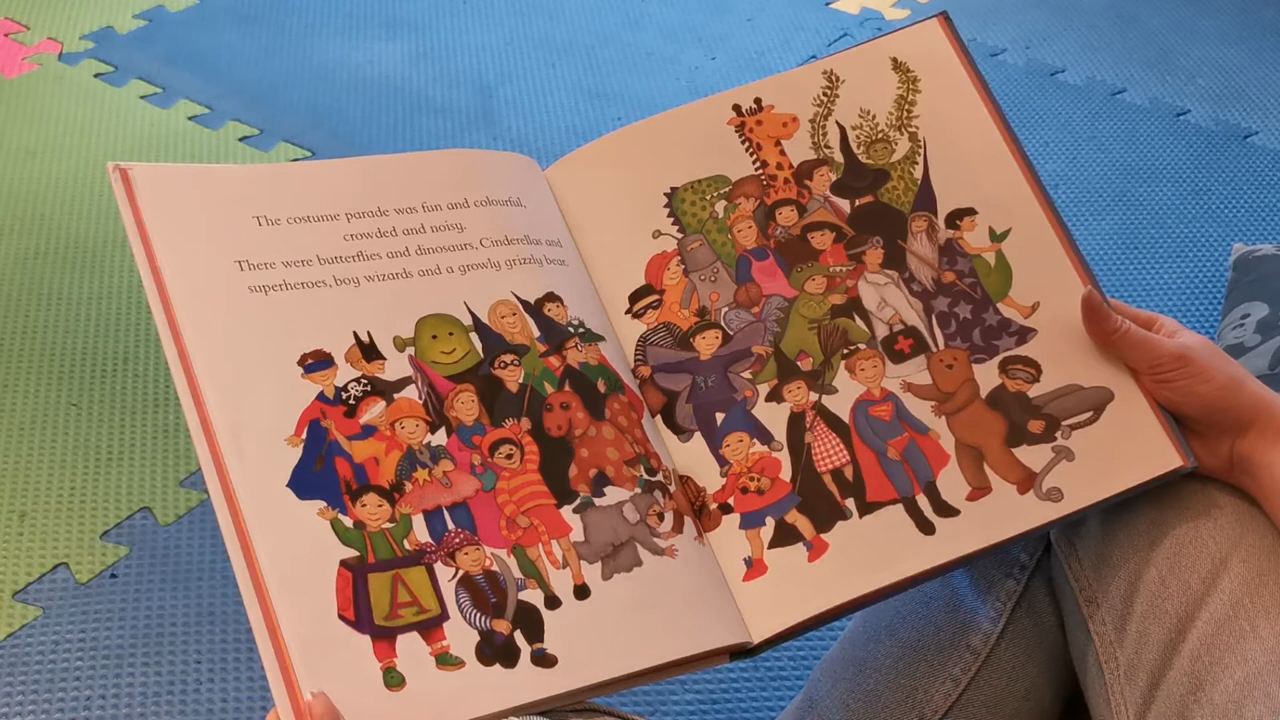 The costume parade was fun and colourful,
crowded and noisy.
There were butterflies and dinosaurs, Cinderellas and
superheroes, boy wizards and a growly grizzly bear.
A
S